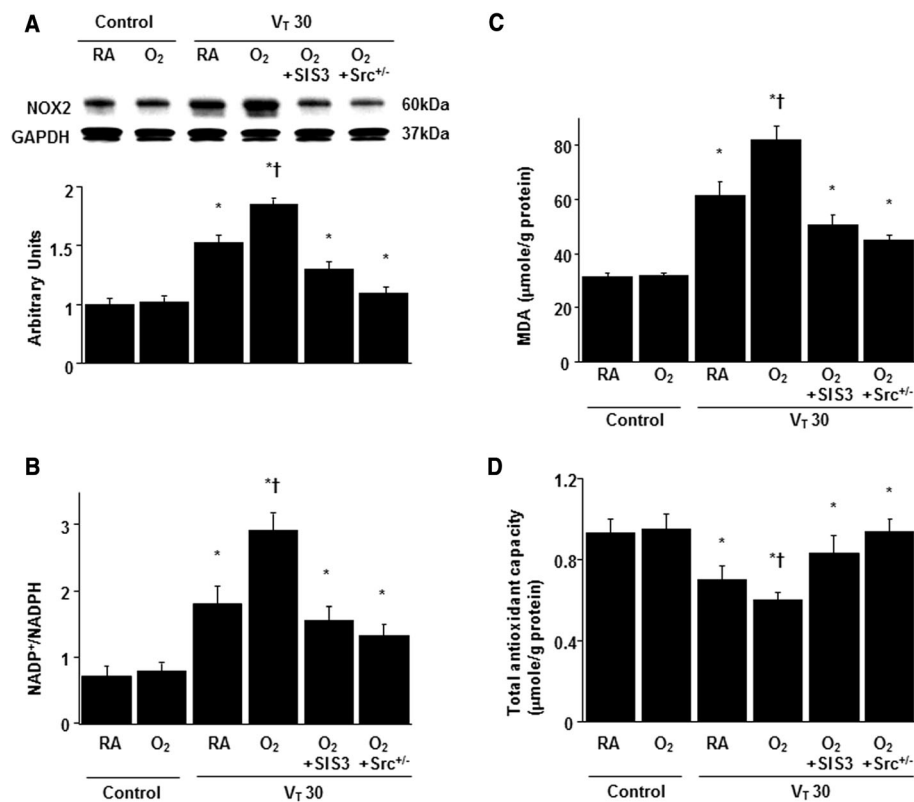 A
Control
V_T 30
RA O₂ RA O₂ O₂ O₂
+SIS3 +Src⁺/⁻
NOX2 60kDa
GAPDH 37kDa
Arbitrary Units
2
1.5
1
0
*
*†
*
*
B
NADP⁺/NADPH
3
2
1
0
*
*†
*
*
RA O₂ RA O₂ O₂ O₂
+SIS3 +Src⁺/⁻
Control
V_T 30
C
MDA (µmole/g protein)
80
60
40
20
0
*
*†
*
*
RA O₂ RA O₂ O₂ O₂
+SIS3 +Src⁺/⁻
Control
V_T 30
D
Total antioxidant capacity
(µmole/g protein)
1.2
0.8
0.4
0
*
*†
*
*
RA O₂ RA O₂ O₂ O₂
+SIS3 +Src⁺/⁻
Control
V_T 30